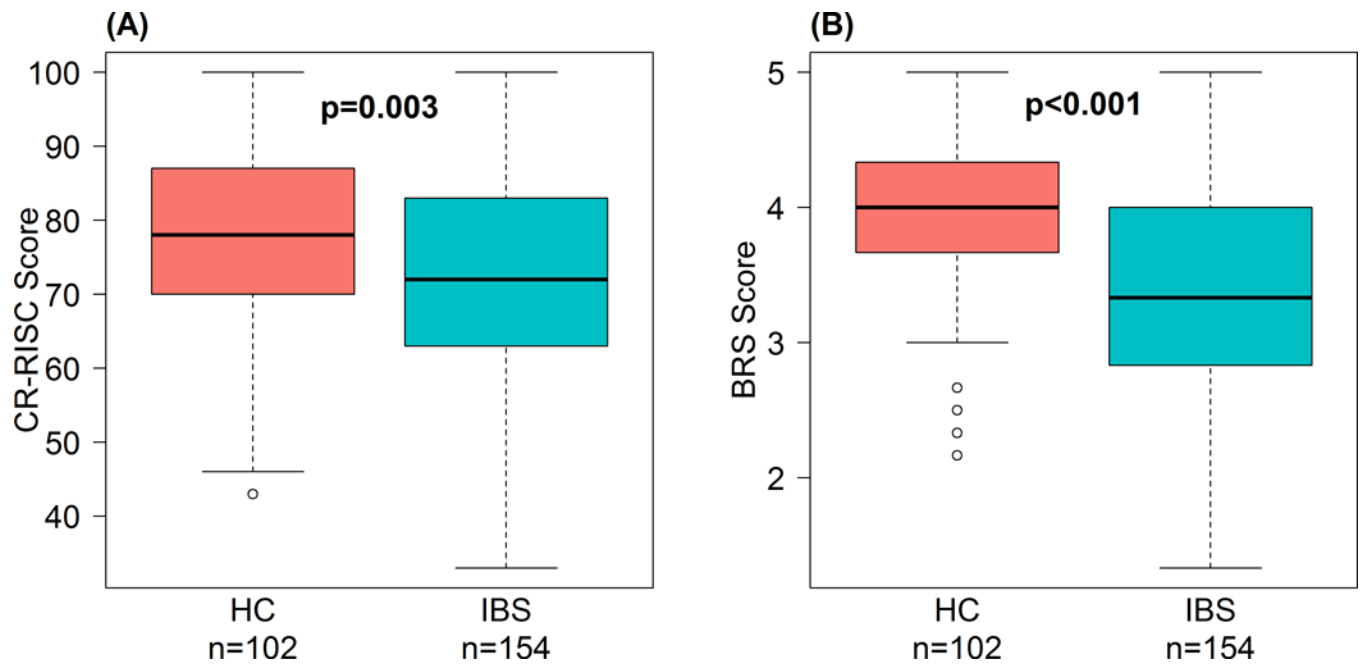 (A)
CR-RISC Score
100
90
80
70
60
50
40
p=0.003
HC
n=102
IBS
n=154
(B)
BRS Score
5
4
3
2
p<0.001
HC
n=102
IBS
n=154